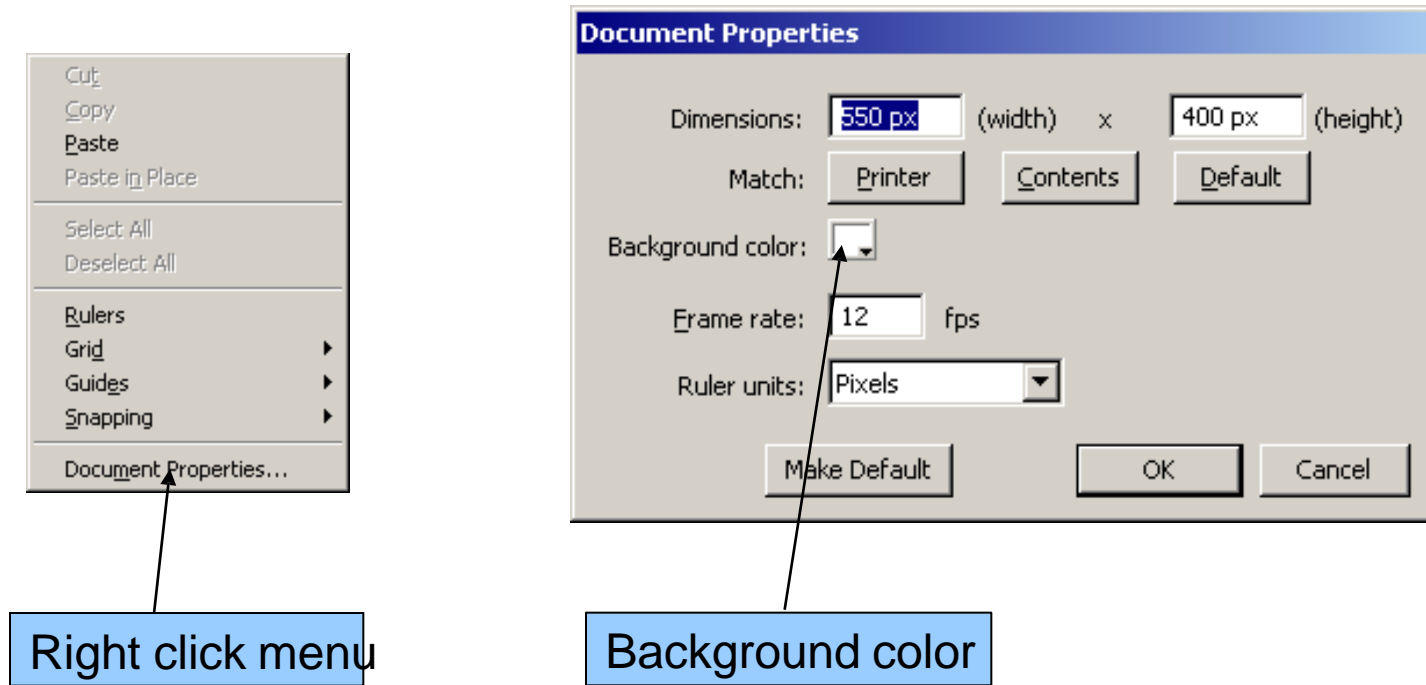 Cut
Copy
Paste
Paste in Place
Select All
Deselect All
Rulers
Grid
Guides
Snapping
Document Properties...
Right click menu
Document Properties
Dimensions: 550 px (width) x 400 px (height)
Match: Printer Contents Default
Background color:
Frame rate: 12 fps
Ruler units: Pixels
Make Default OK Cancel
Background color